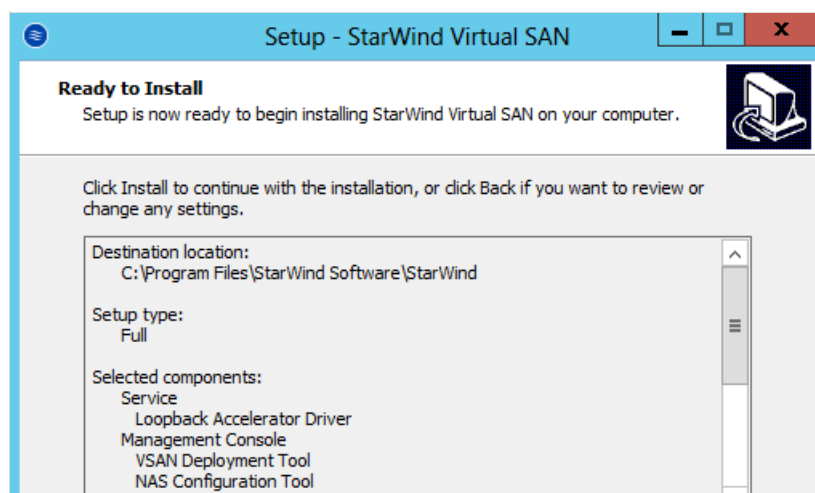 Setup - StarWind Virtual SAN
Ready to Install
Setup is now ready to begin installing StarWind Virtual SAN on your computer.
Click Install to continue with the installation, or click Back if you want to review or
change any settings.
Destination location:
C:\Program Files\StarWind Software\StarWind
Setup type:
Full
Selected components:
Service
Loopback Accelerator Driver
Management Console
VSAN Deployment Tool
NAS Configuration Tool